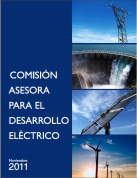 COMISIÓN
ASESORA
PARA EL
DESARROLLO
ELÉCTRICO
Noviembre
2011